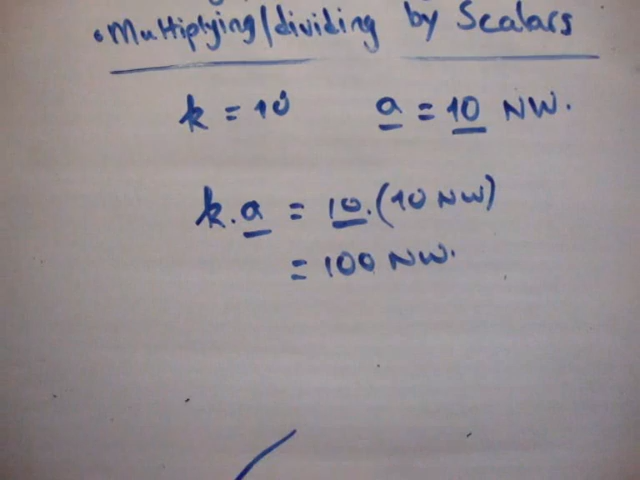 • Multiplying/dividing by Scalars
k = 10 a = 10 NW.
k.a = 10.(10 NW)
= 100 NW.